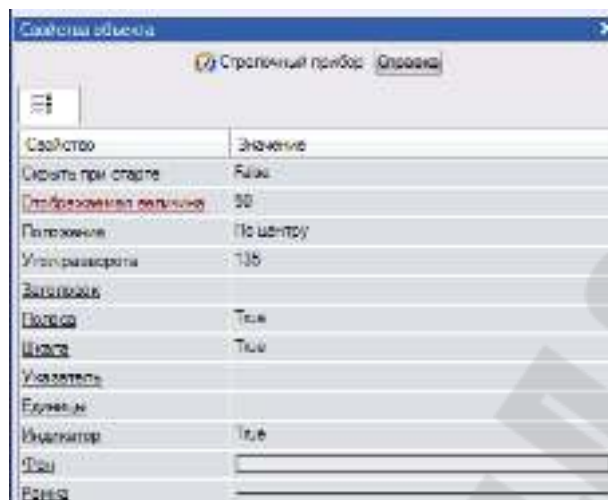 Свойства объекта
Стрелочный прибор Справка
Свойство Значение
Скрыть при старте False
Отображаемая величина 50
Положение По центру
Угол разворота 135
Заголовок
Полоса True
Шкала True
Указатель
Единицы
Индикатор True
Фон
Рамка